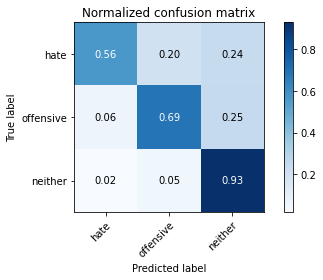 Normalized confusion matrix
True label
hate
0.56 0.20 0.24
offensive
0.06 0.69 0.25
neither
0.02 0.05 0.93
hate
offensive
neither
Predicted label
0.8
0.6
0.4
0.2